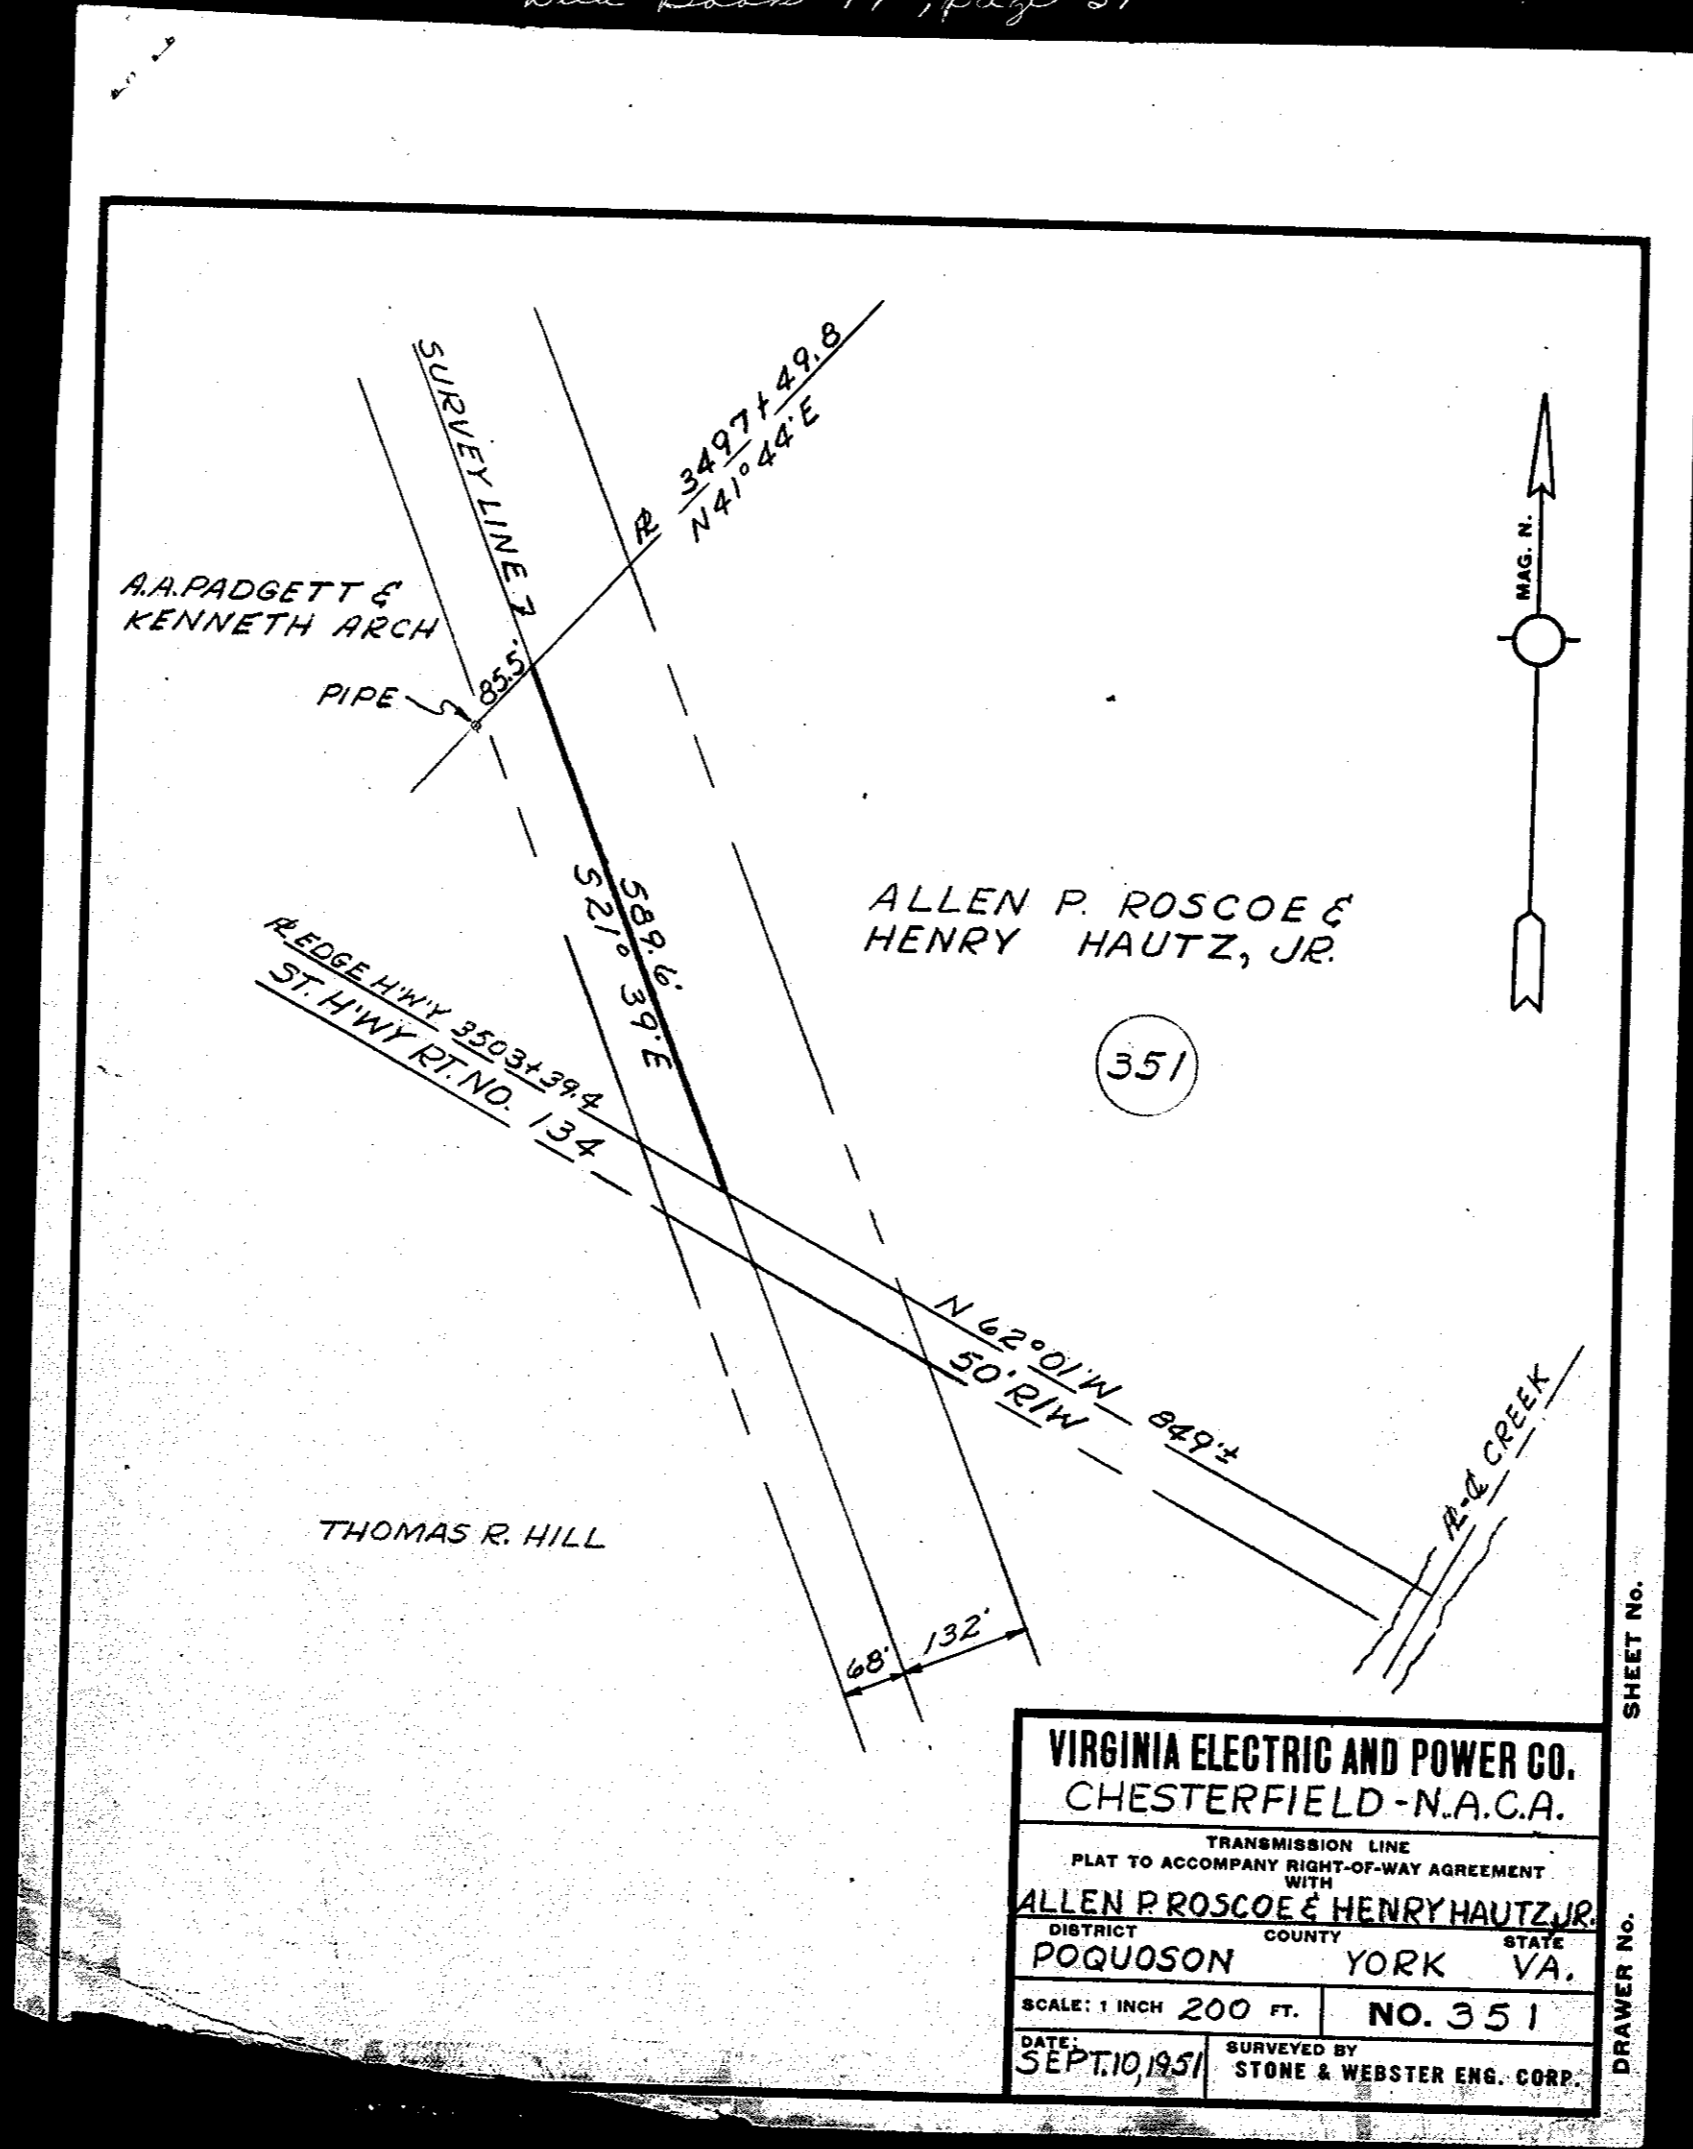 SURVEY LINE 7
℄ 3497+49.8
N41°44'E
A.A.PADGETT &
KENNETH ARCH
PIPE
85.5'
589.6'
S21° 39'E
ALLEN P. ROSCOE &
HENRY HAUTZ, JR.
351
MAG. N.
℄ EDGE H'W'Y 3503+39.4
ST. H'WY RT. NO. 134
N 62°01'W 849'±
50' R/W
℄-℄ CREEK
THOMAS R. HILL
68' 132'
VIRGINIA ELECTRIC AND POWER CO.
CHESTERFIELD - N.A.C.A.
TRANSMISSION LINE
PLAT TO ACCOMPANY RIGHT-OF-WAY AGREEMENT
WITH
ALLEN P. ROSCOE & HENRY HAUTZ, JR.
DISTRICT COUNTY STATE
POQUOSON YORK VA.
SCALE: 1 INCH 200 FT. NO. 351
DATE: SURVEYED BY
SEPT. 10, 1951 STONE & WEBSTER ENG. CORP.
SHEET No.
DRAWER No.